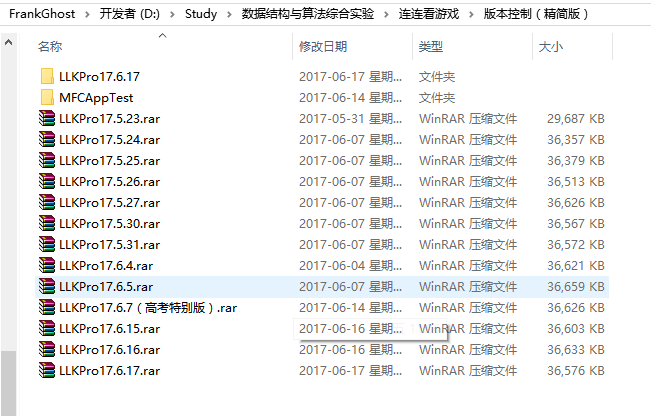 FrankGhost > 开发者 (D:) > Study > 数据结构与算法综合实验 > 连连看游戏 > 版本控制（精简版） >
名称 修改日期 类型 大小
LLKPro17.6.17 2017-06-17 星期... 文件夹
MFCAppTest 2017-06-14 星期... 文件夹
LLKPro17.5.23.rar 2017-05-31 星期... WinRAR 压缩文件 29,687 KB
LLKPro17.5.24.rar 2017-06-07 星期... WinRAR 压缩文件 36,357 KB
LLKPro17.5.25.rar 2017-06-07 星期... WinRAR 压缩文件 36,379 KB
LLKPro17.5.26.rar 2017-06-07 星期... WinRAR 压缩文件 36,513 KB
LLKPro17.5.27.rar 2017-06-07 星期... WinRAR 压缩文件 36,626 KB
LLKPro17.5.30.rar 2017-06-07 星期... WinRAR 压缩文件 36,567 KB
LLKPro17.5.31.rar 2017-06-07 星期... WinRAR 压缩文件 36,572 KB
LLKPro17.6.4.rar 2017-06-04 星期... WinRAR 压缩文件 36,621 KB
LLKPro17.6.5.rar 2017-06-07 星期... WinRAR 压缩文件 36,659 KB
LLKPro17.6.7（高考特别版）.rar 2017-06-14 星期... WinRAR 压缩文件 36,626 KB
LLKPro17.6.15.rar 2017-06-16 星期... WinRAR 压缩文件 36,603 KB
LLKPro17.6.16.rar 2017-06-16 星期... WinRAR 压缩文件 36,633 KB
LLKPro17.6.17.rar 2017-06-17 星期... WinRAR 压缩文件 36,576 KB